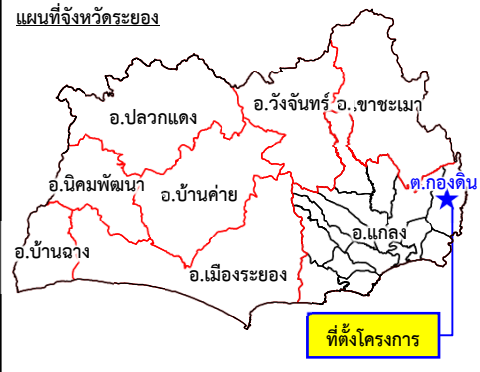 แผนที่จังหวัดระยอง
อ.วังจันทร์
อ.เขาชะเมา
อ.ปลวกแดง
อ.นิคมพัฒนา
อ.บ้านค่าย
ต.กองดิน
อ.แกลง
อ.บ้านฉาง
อ.เมืองระยอง
ที่ตั้งโครงการ